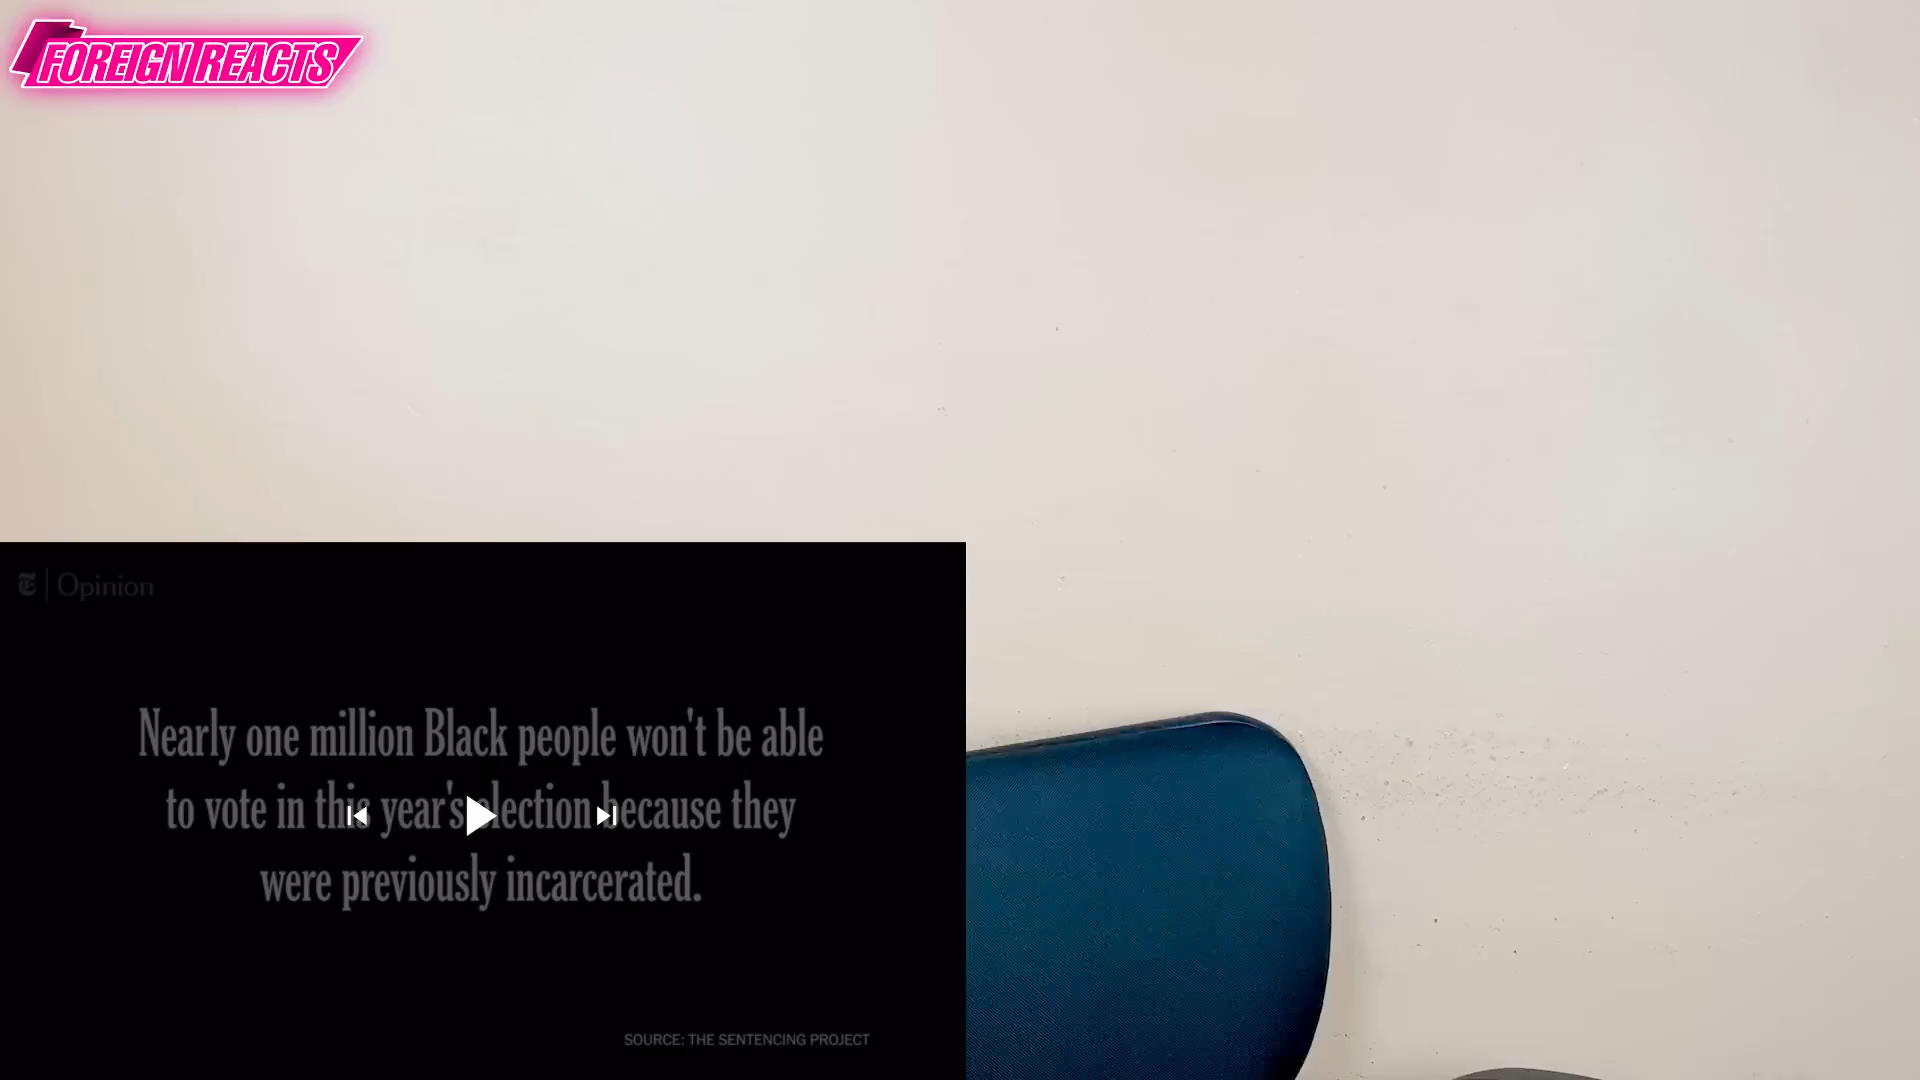 FOREIGN REACTS
T | Opinion
Nearly one million Black people won't be able
to vote in this year's election because they
were previously incarcerated.
SOURCE: THE SENTENCING PROJECT